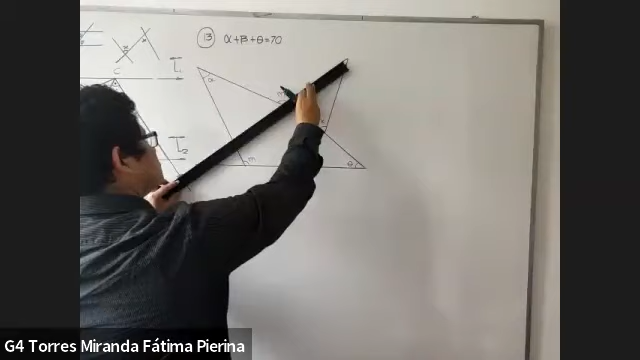 13 α+β+θ=70
C
L₁
α
L₂
m
θ
G4 Torres Miranda Fátima Pierina